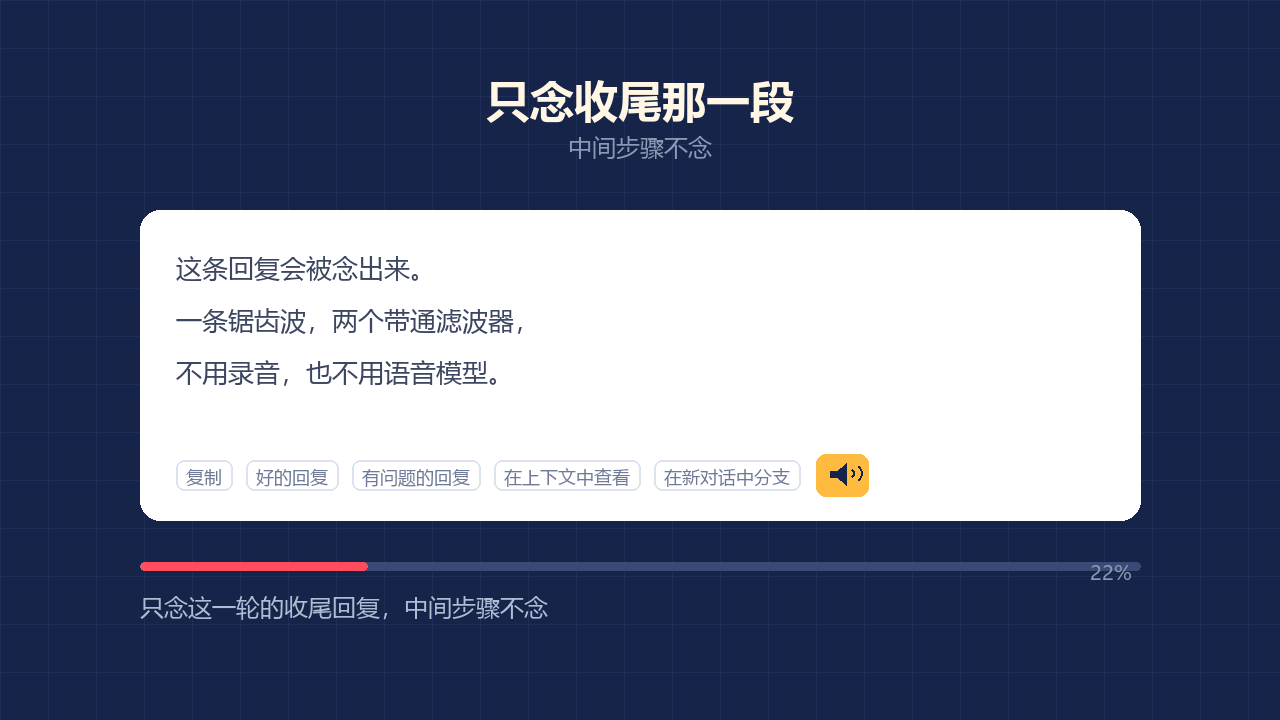 只念收尾那一段
中间步骤不念
这条回复会被念出来。
一条锯齿波，两个带通滤波器，
不用录音，也不用语音模型。
复制
好的回复
有问题的回复
在上下文中查看
在新对话中分支
22%
只念这一轮的收尾回复，中间步骤不念